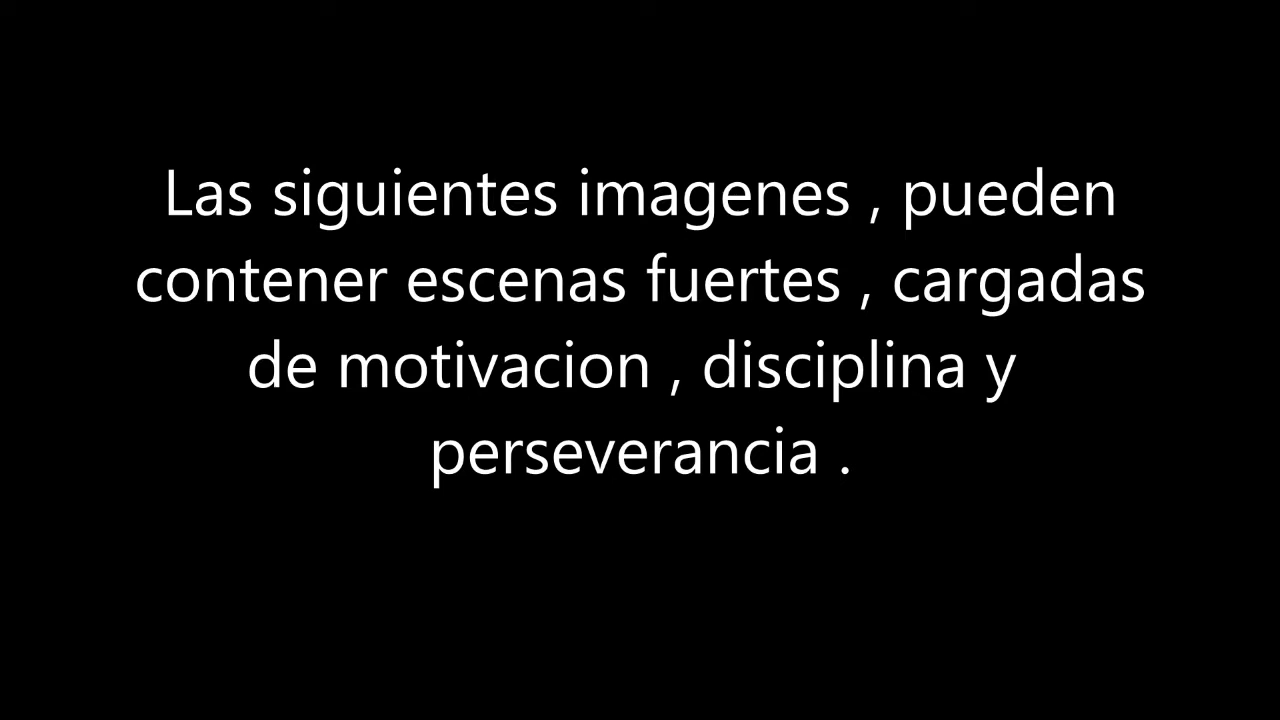 Las siguientes imagenes , pueden
contener escenas fuertes , cargadas
de motivacion , disciplina y
perseverancia .